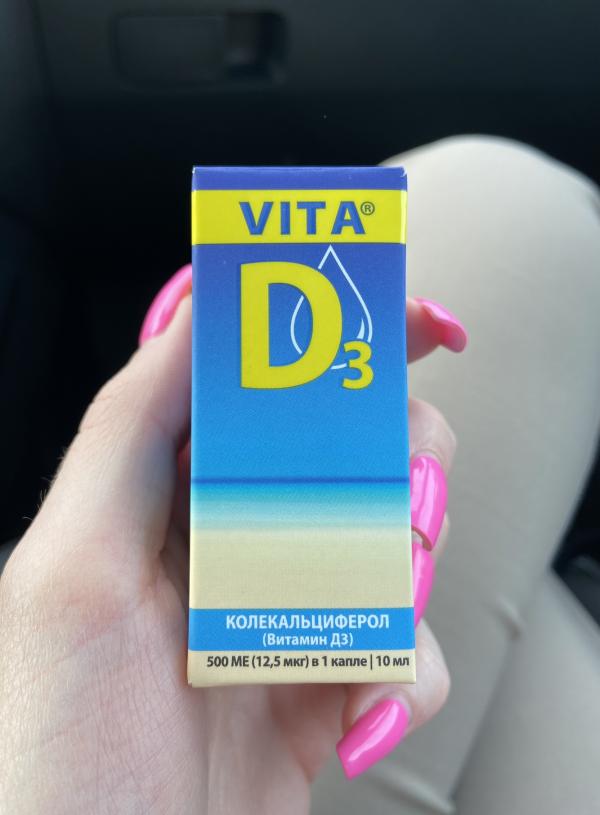 VITA®
D3
КОЛЕКАЛЬЦИФЕРОЛ
(Витамин Д3)
500 МЕ (12,5 мкг) в 1 капле | 10 мл